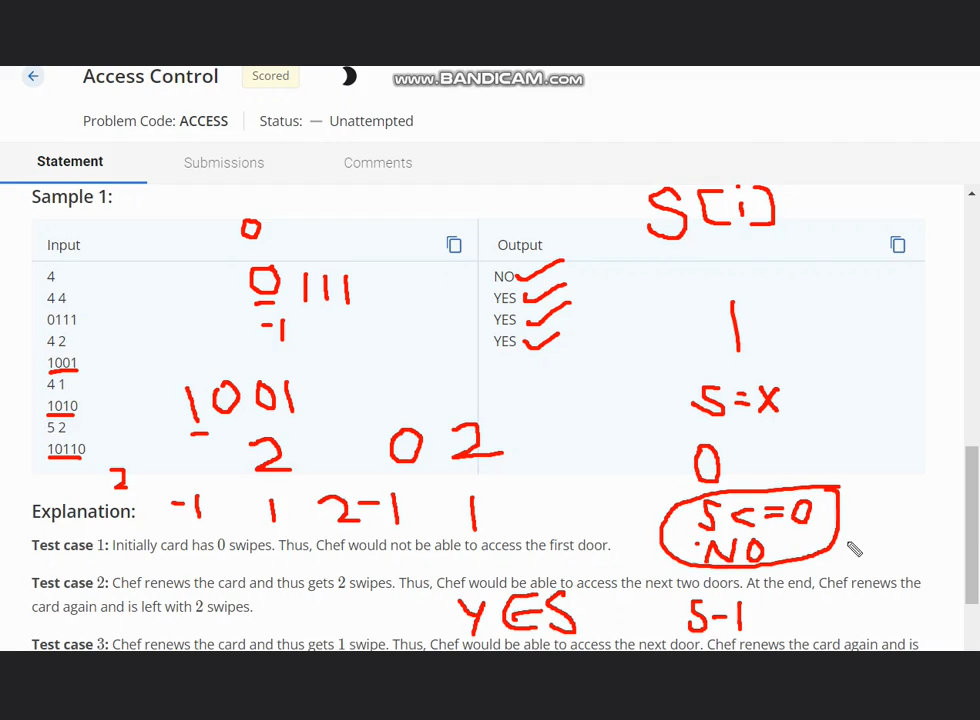 www.BANDICAM.com
Access Control Scored
Problem Code: ACCESS Status: — Unattempted
Statement Submissions Comments
Sample 1:
S[i]
0
Input
Output
4
4 4
0111
4 2
1001
4 1
1010
5 2
10110
NO
YES
YES
YES
0111
-1
1001
2 0 2
2
-1 1 2-1 1
1
S=X
0
S<=0
NO
S-1
YES
Explanation:
Test case 1: Initially card has 0 swipes. Thus, Chef would not be able to access the first door.
Test case 2: Chef renews the card and thus gets 2 swipes. Thus, Chef would be able to access the next two doors. At the end, Chef renews the
card again and is left with 2 swipes.
Test case 3: Chef renews the card and thus gets 1 swipe. Thus, Chef would be able to access the next door. Chef renews the card again and is